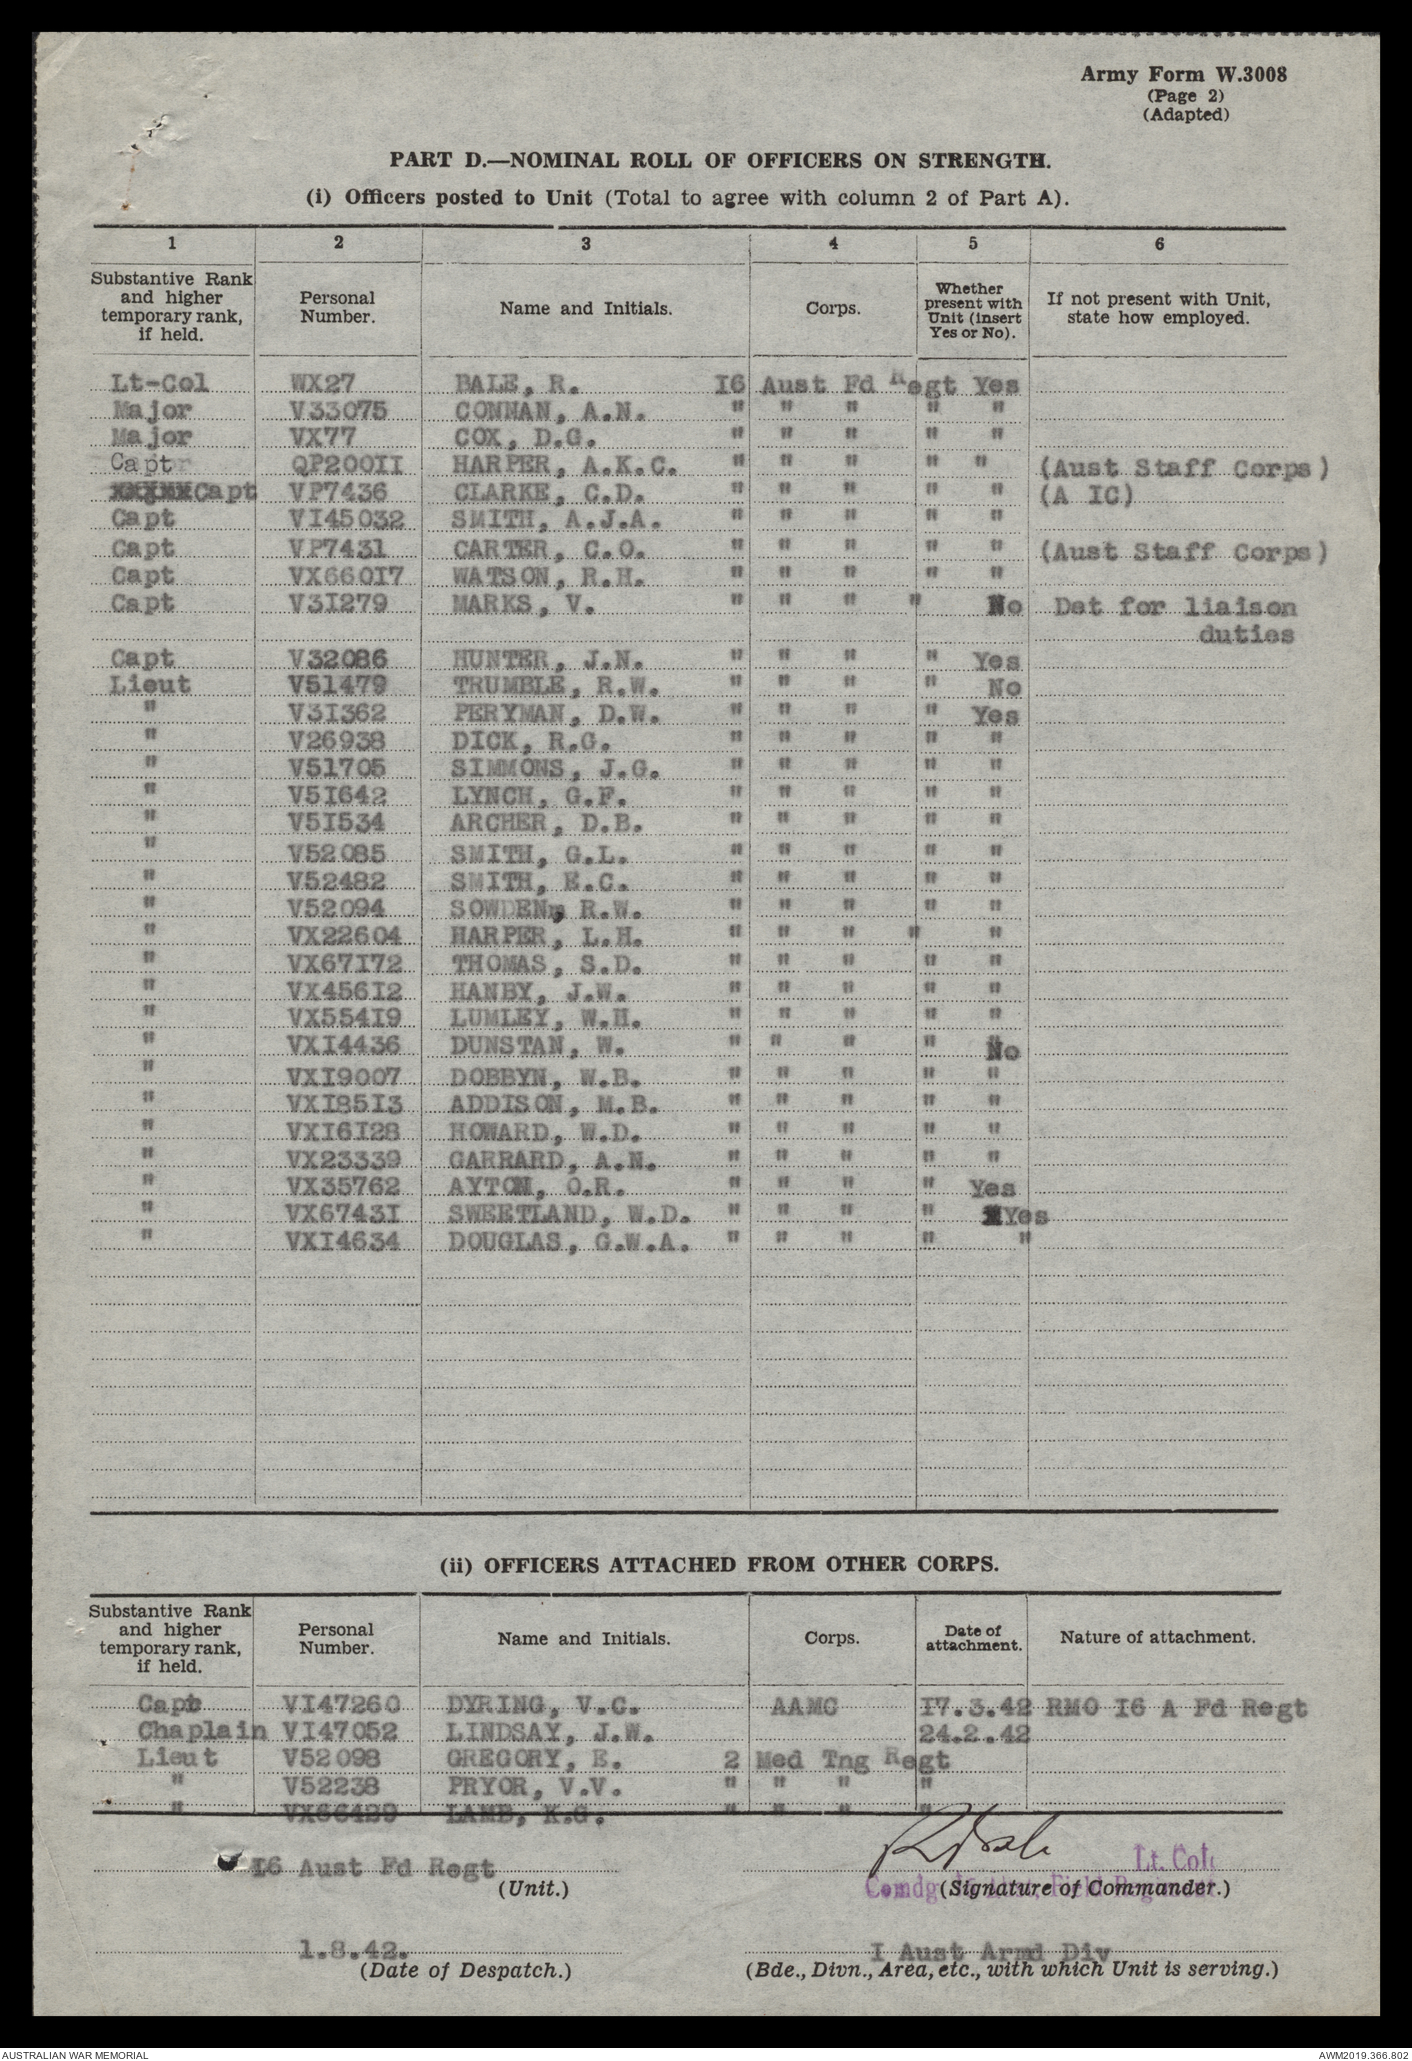 Army Form W.3008
(Page 2)
(Adapted)
PART D.—NOMINAL ROLL OF OFFICERS ON STRENGTH.
(i) Officers posted to Unit (Total to agree with column 2 of Part A).
1 2 3 4 5 6
Substantive Rank and higher temporary rank, if held. Personal Number. Name and Initials. Corps. Whether present with Unit (insert Yes or No). If not present with Unit, state how employed.
Lt-Col WX27 BALE, R. I6 Aust Fd Regt Yes
Major V33075 CONNAN, A.N. " " " " "
Major VX77 COX, D.G. " " " " "
Capt QP200II HARPER, A.K.C. " " " " " (Aust Staff Corps)
Capt VP7436 CLARKE, C.D. " " " " " (A IC)
Capt VI45032 SMITH, A.J.A. " " " " "
Capt VP7431 CARTER, C.O. " " " " " (Aust Staff Corps)
Capt VX660I7 WATSON, R.H. " " " " "
Capt V3I279 MARKS, V. " " " " No Det for liaison
duties
Capt V32086 HUNTER, J.N. " " " " Yes
Lieut V51479 TRUMBLE, R.W. " " " " No
" V3I362 PERYMAN, D.W. " " " " Yes
" V26938 DICK, R.G. " " " " "
" V51705 SIMMONS, J.G. " " " " "
" V5I642 LYNCH, G.F. " " " " "
" V5I534 ARCHER, D.B. " " " " "
" V52085 SMITH, G.L. " " " " "
" V52482 SMITH, E.C. " " " " "
" V52094 SOWDEN, R.W. " " " " "
" VX22604 HARPER, L.H. " " " " "
" VX67I72 THOMAS, S.D. " " " " "
" VX456I2 HANBY, J.W. " " " " "
" VX554I9 LUMLEY, W.H. " " " " "
" VXI4436 DUNSTAN, W. " " " " No
" VXI9007 DOBBYN, W.B. " " " " "
" VXI85I3 ADDISON, M.B. " " " " "
" VXI6I28 HOWARD, W.D. " " " " "
" VX23339 GARRARD, A.N. " " " " "
" VX35762 AYTON, O.R. " " " " Yes
" VX6743I SWEETLAND, W.D. " " " " Yes
" VXI4634 DOUGLAS, G.W.A. " " " " "
(ii) OFFICERS ATTACHED FROM OTHER CORPS.
Substantive Rank and higher temporary rank, if held. Personal Number. Name and Initials. Corps. Date of attachment. Nature of attachment.
Capt VI47260 DYRING, V.C. AAMC I7.3.42 RMO I6 A Fd Regt
Chaplain VI47052 LINDSAY, J.W. 24.2.42
Lieut V52098 GREGORY, E. 2 Med Tng Regt
" V52238 PRYOR, V.V. " " " "
" VX66429 LAMB, K.G. " " " "
R Bale
Lt. Col.
I6 Aust Fd Regt
(Unit.)
Comdg
(Signature of Commander.)
1.8.42.
(Date of Despatch.)
I Aust Armd Div
(Bde., Divn., Area, etc., with which Unit is serving.)
AUSTRALIAN WAR MEMORIAL
AWM2019.366.802